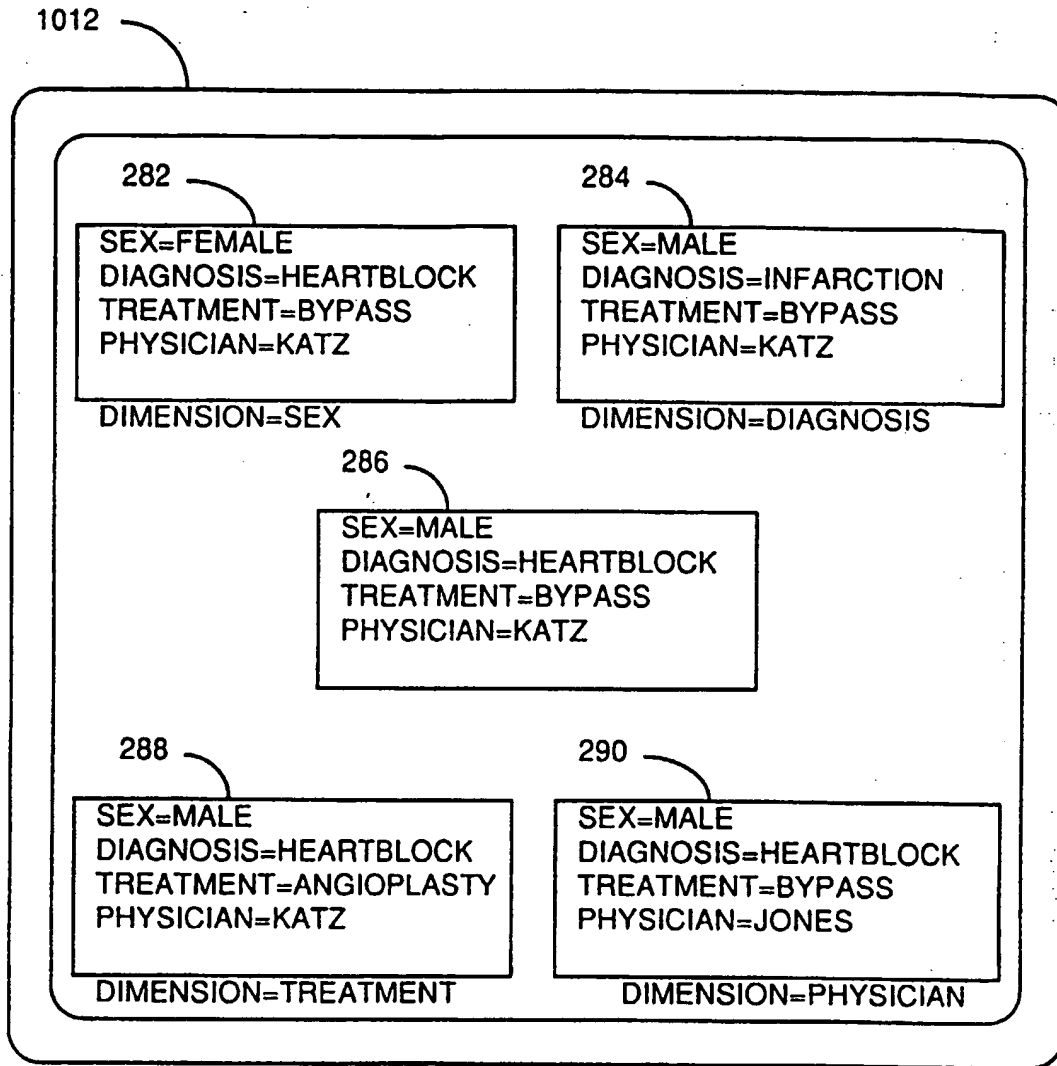 1012
282
SEX=FEMALE
DIAGNOSIS=HEARTBLOCK
TREATMENT=BYPASS
PHYSICIAN=KATZ
DIMENSION=SEX
284
SEX=MALE
DIAGNOSIS=INFARCTION
TREATMENT=BYPASS
PHYSICIAN=KATZ
DIMENSION=DIAGNOSIS
286
SEX=MALE
DIAGNOSIS=HEARTBLOCK
TREATMENT=BYPASS
PHYSICIAN=KATZ
288
SEX=MALE
DIAGNOSIS=HEARTBLOCK
TREATMENT=ANGIOPLASTY
PHYSICIAN=KATZ
DIMENSION=TREATMENT
290
SEX=MALE
DIAGNOSIS=HEARTBLOCK
TREATMENT=BYPASS
PHYSICIAN=JONES
DIMENSION=PHYSICIAN